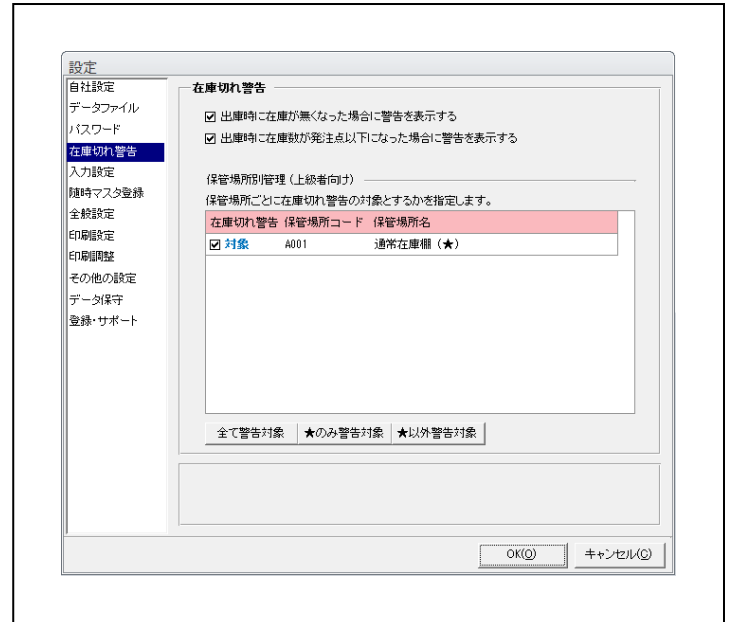 設定
自社設定
データファイル
パスワード
在庫切れ警告
入力設定
随時マスタ登録
全般設定
印刷設定
印刷調整
その他の設定
データ保守
登録・サポート
在庫切れ警告
出庫時に在庫が無くなった場合に警告を表示する
出庫時に在庫数が発注点以下になった場合に警告を表示する
保管場所別管理(上級者向け)
保管場所ごとに在庫切れ警告の対象とするかを指定します。
在庫切れ警告 保管場所コード 保管場所名
対象 A001 通常在庫棚(★)
全て警告対象 ★のみ警告対象 ★以外警告対象
OK(O) キャンセル(C)